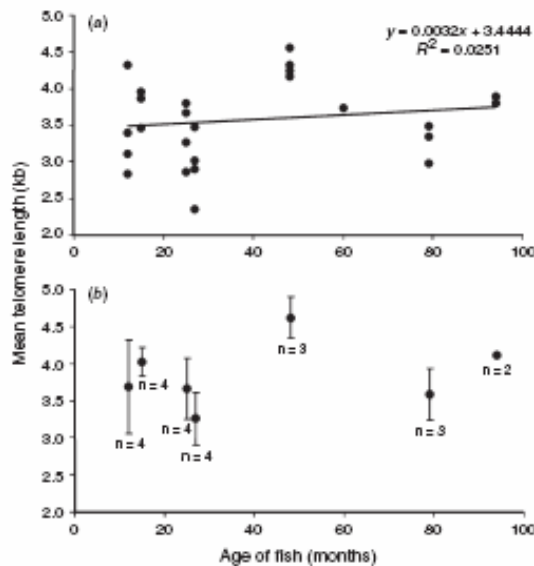 (a)
y = 0.0032x + 3.4444
R² = 0.0251
5.0
4.5
4.0
3.5
3.0
2.5
2.0
0 20 40 60 80 100
Mean telomere length (kb)
(b)
5.0
4.5
4.0
3.5
3.0
2.5
2.0
n = 4
n = 4
n = 4
n = 4
n = 3
n = 3
n = 2
0 20 40 60 80 100
Age of fish (months)